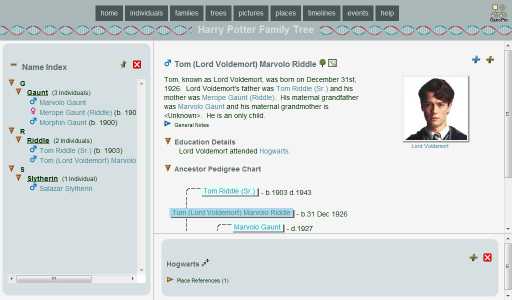 home individuals families trees pictures places timelines events help
GenoPro
Harry Potter Family Tree
Name Index
G
Gaunt (3 Individuals)
Marvolo Gaunt
Merope Gaunt (Riddle) (b. 190
Morphin Gaunt (b. 1900)
R
Riddle (2 Individuals)
Tom Riddle (Sr.) (b. 1903)
Tom (Lord Voldemort) Marvolo
S
Slytherin (1 Individual)
Salazar Slytherin
Tom (Lord Voldemort) Marvolo Riddle
Tom, known as Lord Voldemort, was born on December 31st,
1926. Lord Voldemort's father was Tom Riddle (Sr.) and his
mother was Merope Gaunt (Riddle). His maternal grandfather
was Marvolo Gaunt and his maternal grandmother is
<Unknown>. He is an only child.
General Notes
Lord Voldemort
Education Details
Lord Voldemort attended Hogwarts.
Ancestor Pedigree Chart
Tom Riddle (Sr.) - b.1903 d.1943
Tom (Lord Voldemort) Marvolo Riddle - b 31 Dec 1926
Marvolo Gaunt - d.1927
Hogwarts
Place References (1)